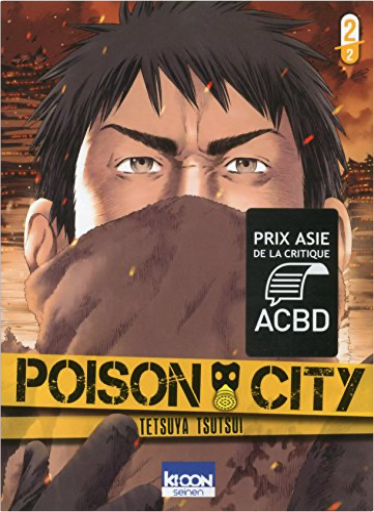 2
2
PRIX ASIE
DE LA CRITIQUE
ACBD
POISON CITY
TETSUYA TSUTSUI
KI-OON
seinen